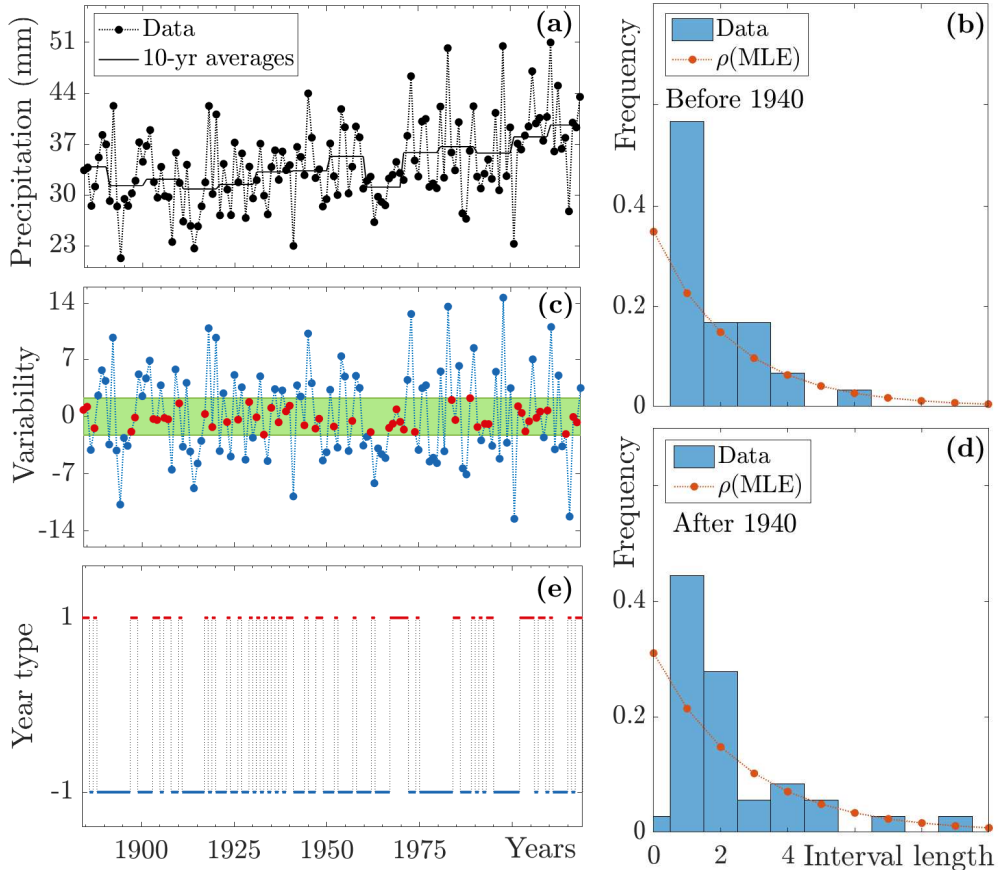 (a)
Data
10-yr averages
Precipitation (mm)
51
44
37
30
23
(b)
Data
ρ(MLE)
Before 1940
Frequency
0.4
0.2
0
(c)
Variability
14
7
0
-7
-14
(d)
Data
ρ(MLE)
After 1940
Frequency
0.4
0.2
0
0 2 4 Interval length
(e)
Year type
1
-1
1900 1925 1950 1975 Years